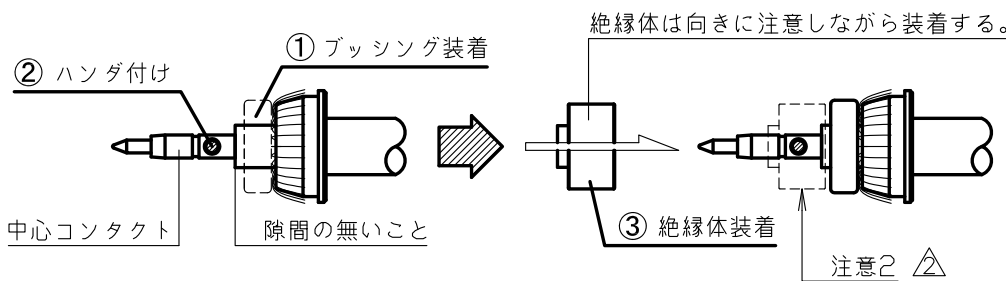 ① ブッシング装着
② ハンダ付け
中心コンタクト
隙間の無いこと
絶縁体は向きに注意しながら装着する。
③ 絶縁体装着
注意2 2